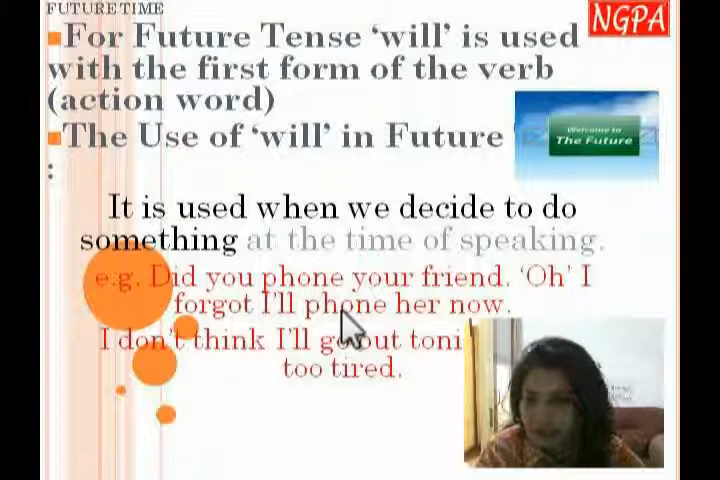 FUTURE TIME
NGPA
For Future Tense ‘will’ is used
with the first form of the verb
(action word)
The Use of ‘will’ in Future
:
Welcome to
The Future
It is used when we decide to do
something at the time of speaking.
e.g. Did you phone your friend. ‘Oh’ I
forgot I'll phone her now.
I don't think I'll go out toni
too tired.